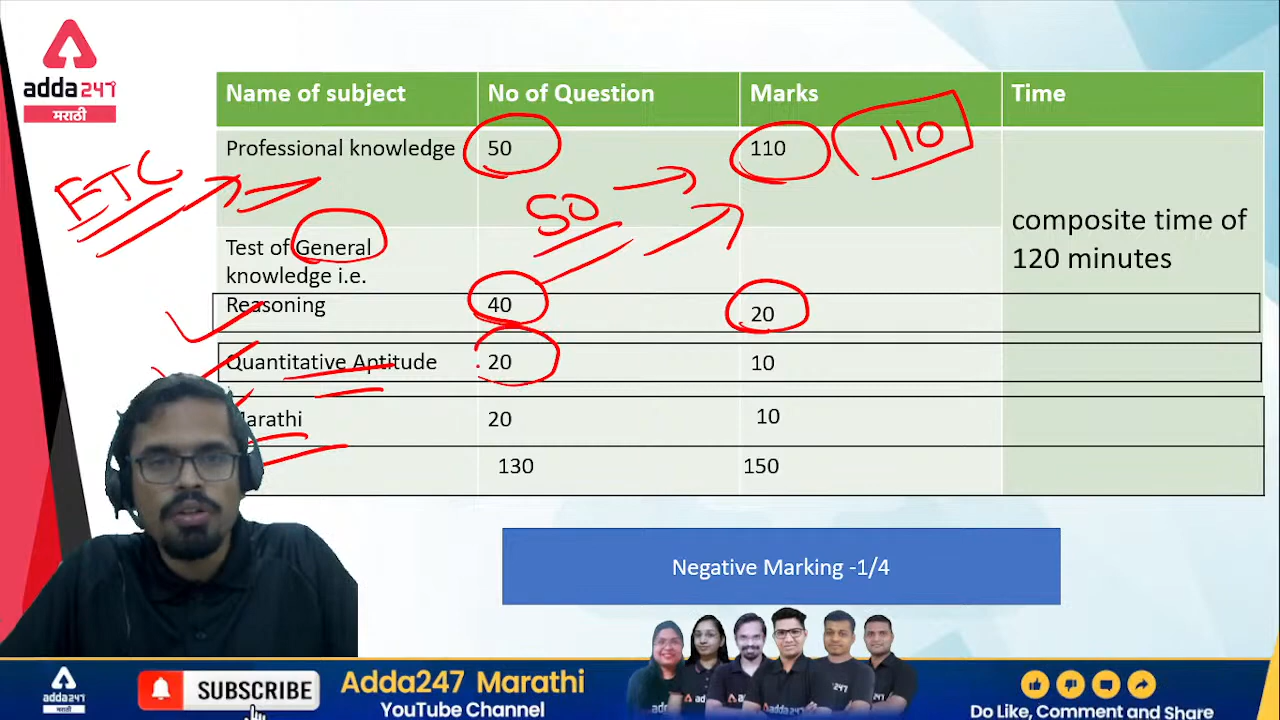 adda247
मराठी
Name of subject No of Question Marks Time
Professional knowledge 50 110 110
ETC
50
Test of General
knowledge i.e.
composite time of
120 minutes
Reasoning 40 20
Quantitative Aptitude 20 10
Marathi 20 10
130 150
Negative Marking -1/4
adda247
मराठी
SUBSCRIBE
Adda247 Marathi
YouTube Channel
Do Like, Comment and Share